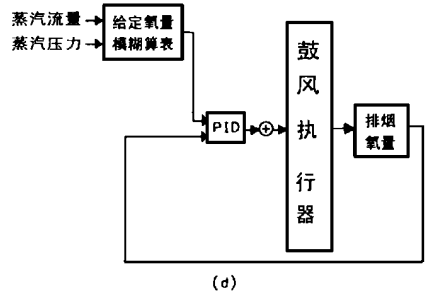 蒸汽流量
蒸汽压力
给定氧量
模糊算表
PID
鼓风执行器
排烟
氧量
(d)